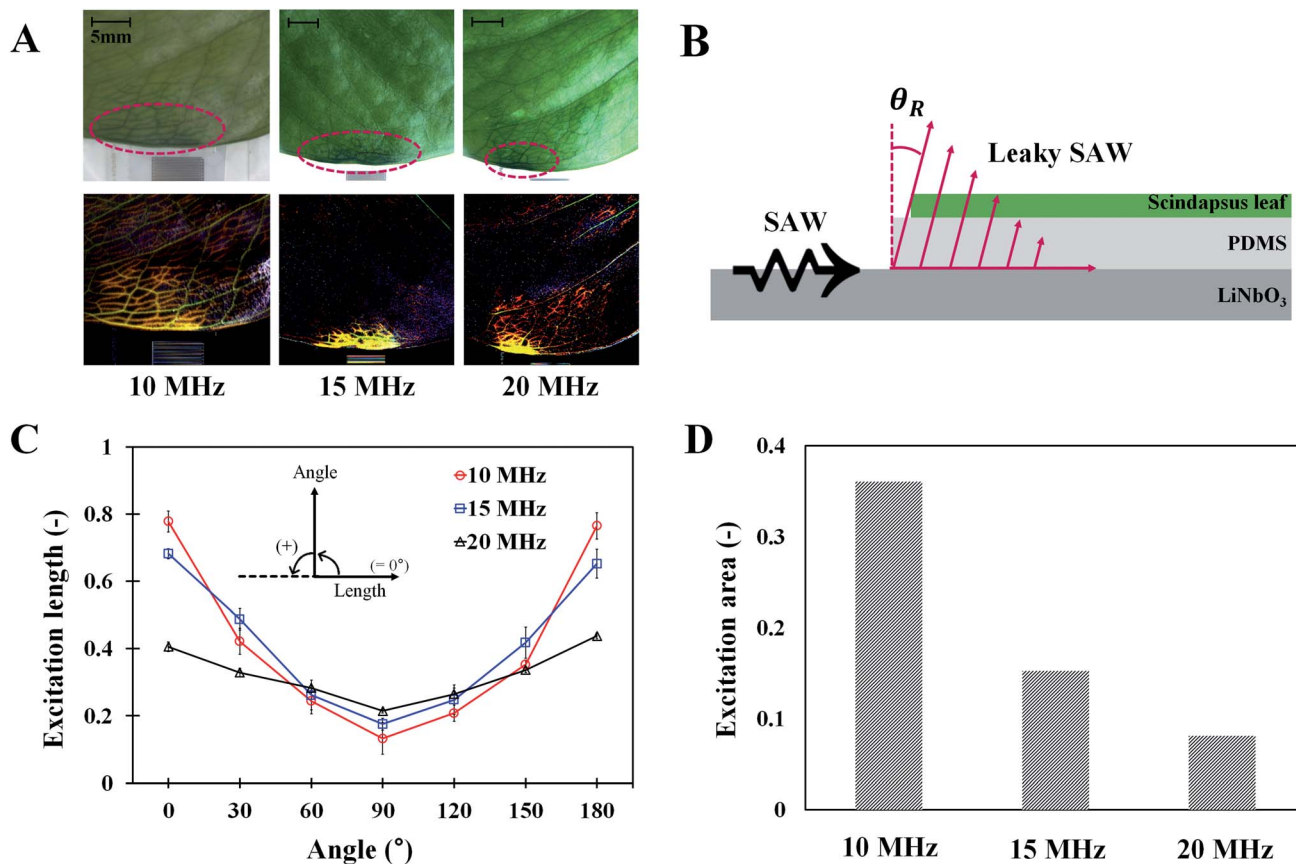 A
5mm
10 MHz
15 MHz
20 MHz
B
θ_R
Leaky SAW
SAW
Scindapsus leaf
PDMS
LiNbO₃
C
Excitation length (-)
1
0.8
0.6
0.4
0.2
0
0
Angle
(+)
(= 0°)
Length
10 MHz
15 MHz
20 MHz
0
30
60
90
120
150
180
Angle (°)
D
Excitation area (-)
0.4
0.3
0.2
0.1
0
10 MHz
15 MHz
20 MHz